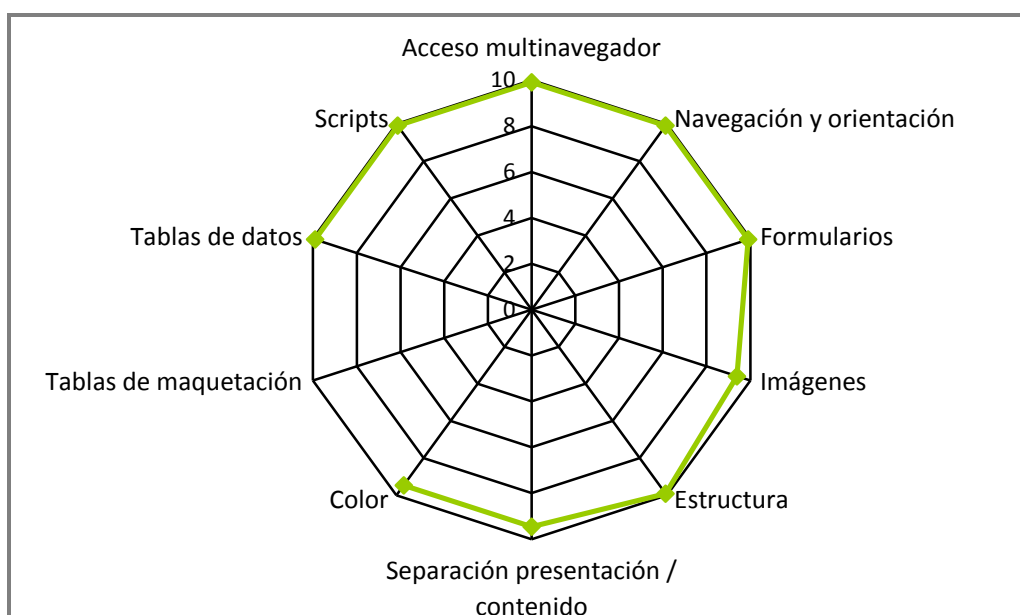 Acceso multinavegador
10
Scripts
Navegación y orientación
8
6
Tablas de datos
Formularios
4
2
0
Tablas de maquetación
Imágenes
Color
Estructura
Separación presentación /
contenido